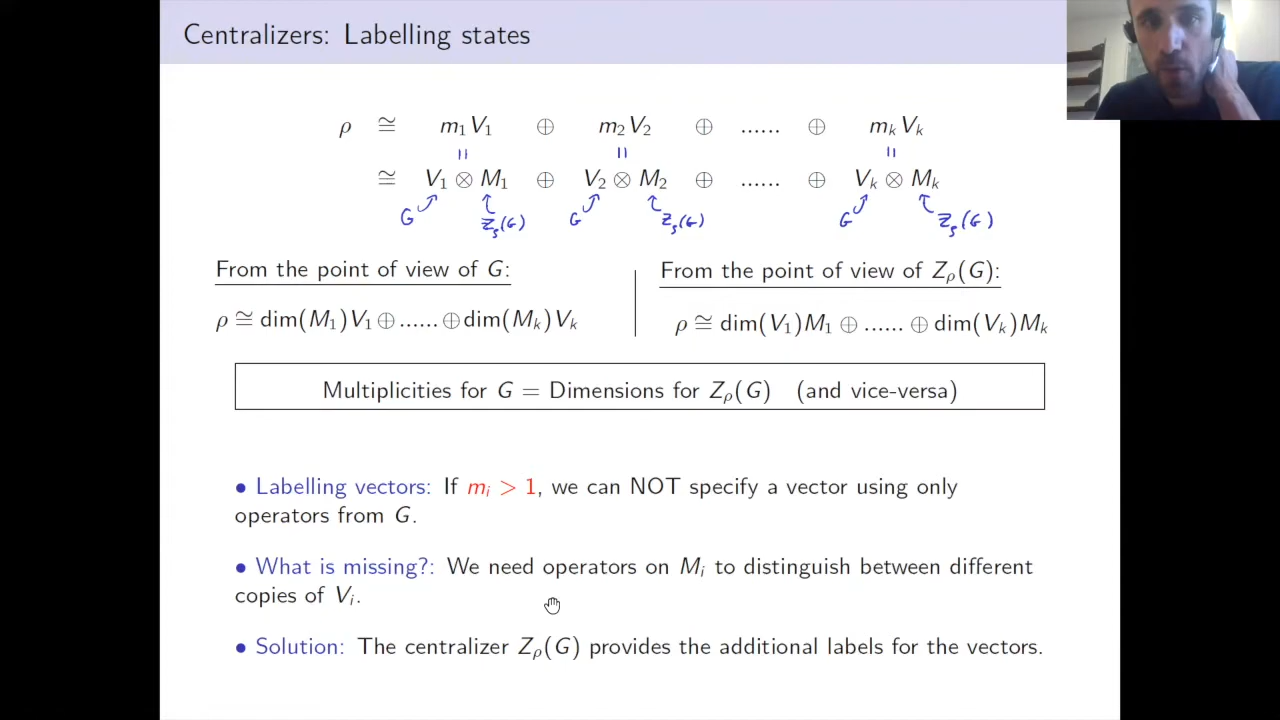 Centralizers: Labelling states
ρ ≅ m₁V₁ ⊕ m₂V₂ ⊕ ...... ⊕ mₖVₖ
= = =
≅ V₁ ⊗ M₁ ⊕ V₂ ⊗ M₂ ⊕ ...... ⊕ Vₖ ⊗ Mₖ
G Zρ(G) G Zρ(G) G Zρ(G)
From the point of view of G:
ρ ≅ dim(M₁)V₁ ⊕ ...... ⊕ dim(Mₖ)Vₖ
From the point of view of Zρ(G):
ρ ≅ dim(V₁)M₁ ⊕ ...... ⊕ dim(Vₖ)Mₖ
Multiplicities for G = Dimensions for Zρ(G) (and vice-versa)
• Labelling vectors: If mᵢ > 1, we can NOT specify a vector using only
operators from G.
• What is missing?: We need operators on Mᵢ to distinguish between different
copies of Vᵢ.
• Solution: The centralizer Zρ(G) provides the additional labels for the vectors.